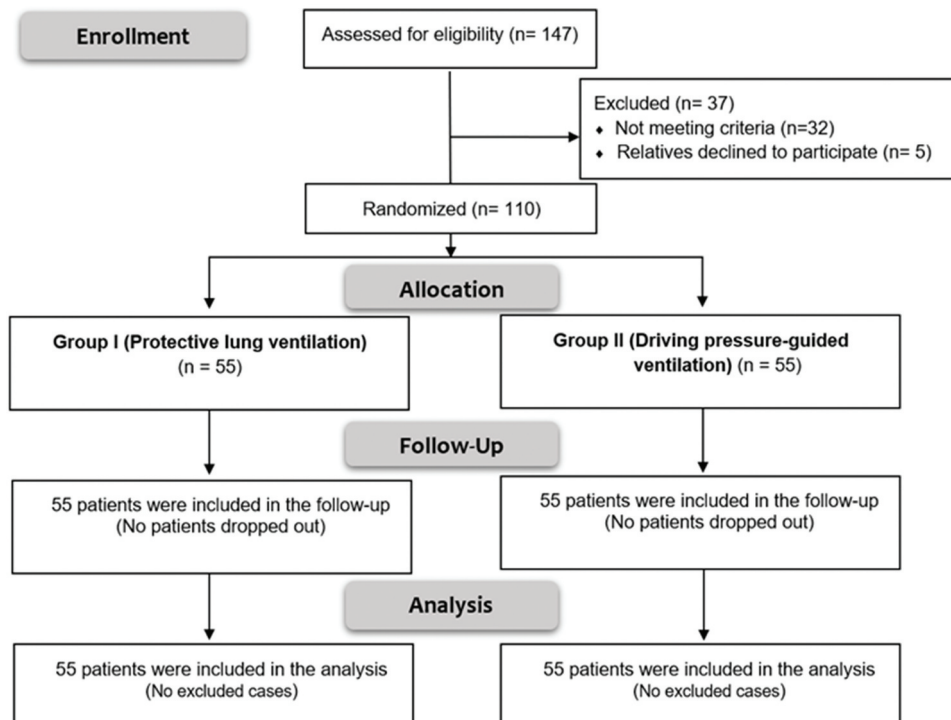 Enrollment
Assessed for eligibility (n= 147)
Excluded (n= 37)
♦ Not meeting criteria (n=32)
♦ Relatives declined to participate (n= 5)
Randomized (n= 110)
Allocation
Group I (Protective lung ventilation)
(n = 55)
Group II (Driving pressure-guided
ventilation) (n = 55)
Follow-Up
55 patients were included in the follow-up
(No patients dropped out)
55 patients were included in the follow-up
(No patients dropped out)
Analysis
55 patients were included in the analysis
(No excluded cases)
55 patients were included in the analysis
(No excluded cases)